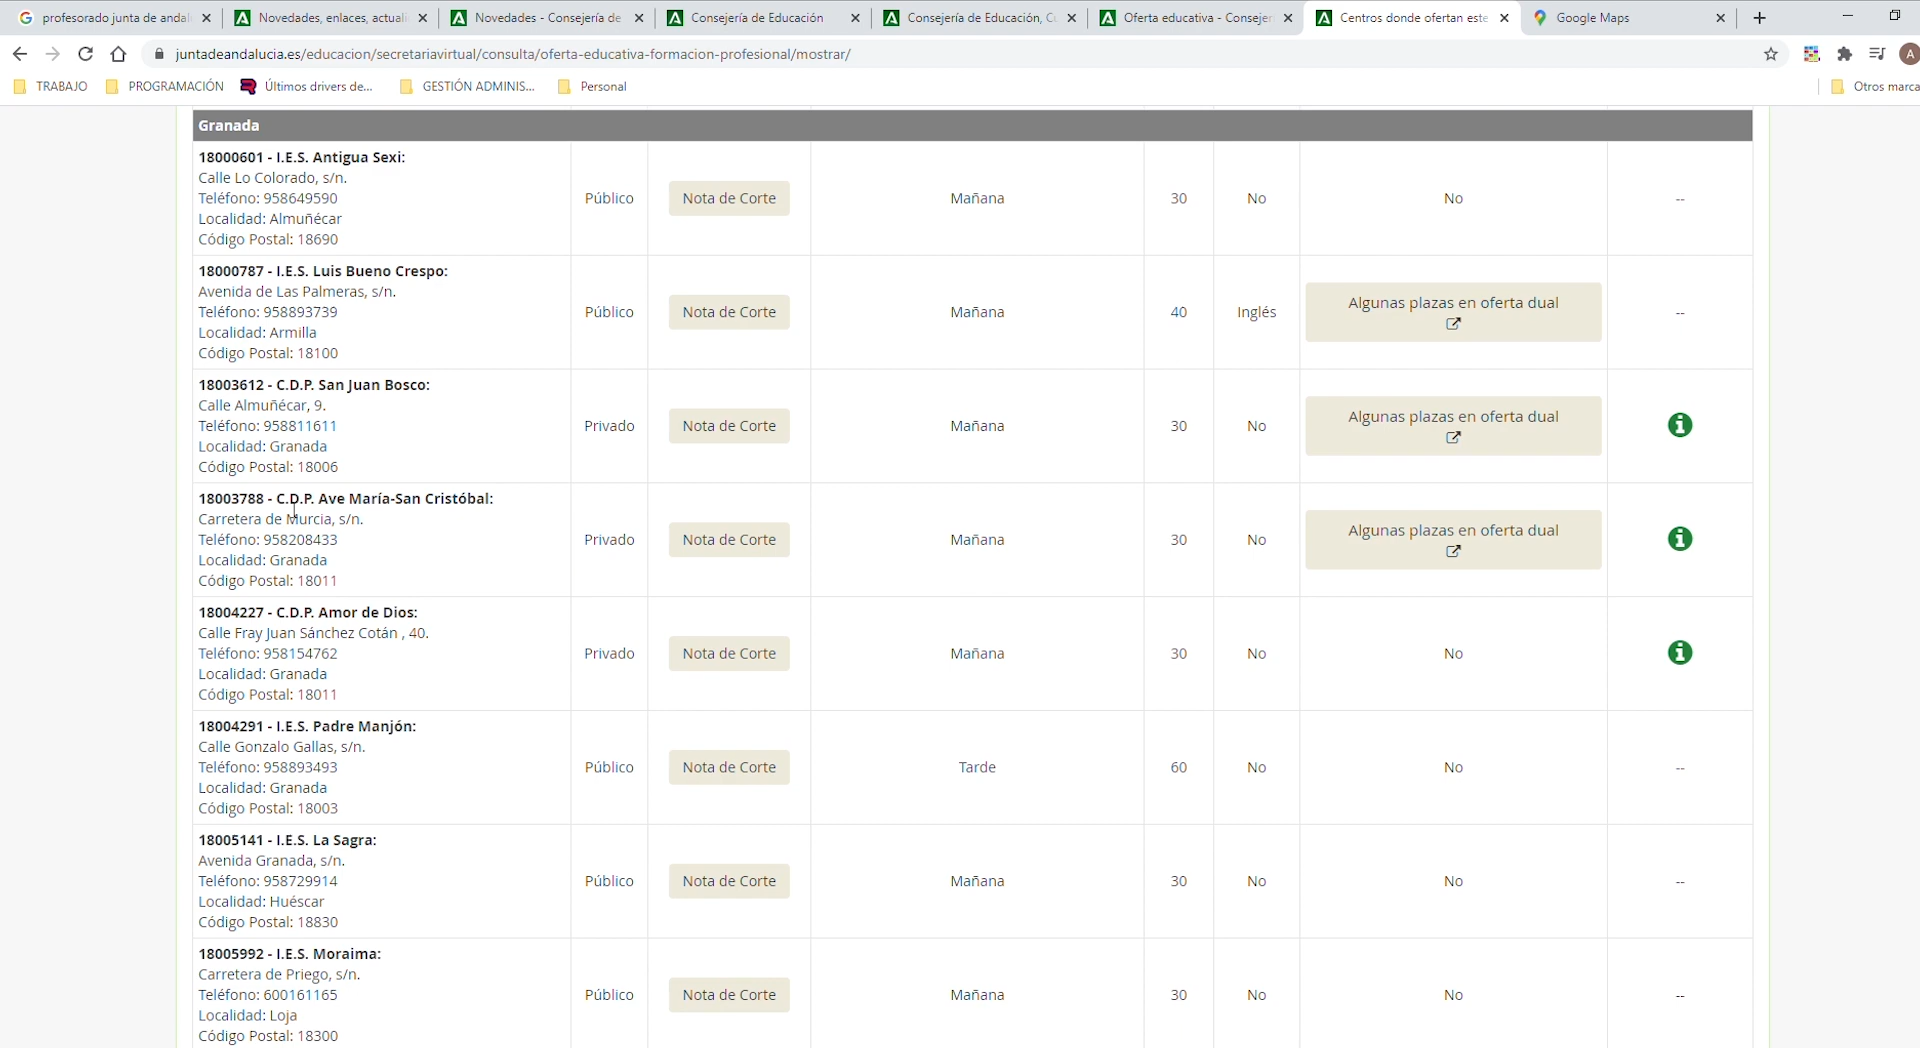 profesorado junta de andal
Novedades, enlaces, actuali
Novedades - Consejería de
Consejería de Educación
Consejería de Educación, C
Oferta educativa - Consejer
Centros donde ofertan este
Google Maps
juntadeandalucia.es/educacion/secretariavirtual/consulta/oferta-educativa-formacion-profesional/mostrar/
A
TRABAJO
PROGRAMACIÓN
Últimos drivers de...
GESTIÓN ADMINIS...
Personal
Otros marca
Granada
18000601 - I.E.S. Antigua Sexi:
Calle Lo Colorado, s/n.
Teléfono: 958649590
Localidad: Almuñécar
Código Postal: 18690
Público
Nota de Corte
Mañana
30
No
No
--
18000787 - I.E.S. Luis Bueno Crespo:
Avenida de Las Palmeras, s/n.
Teléfono: 958893739
Localidad: Armilla
Código Postal: 18100
Público
Nota de Corte
Mañana
40
Inglés
Algunas plazas en oferta dual
--
18003612 - C.D.P. San Juan Bosco:
Calle Almuñécar, 9.
Teléfono: 958811611
Localidad: Granada
Código Postal: 18006
Privado
Nota de Corte
Mañana
30
No
Algunas plazas en oferta dual
18003788 - C.D.P. Ave María-San Cristóbal:
Carretera de Murcia, s/n.
Teléfono: 958208433
Localidad: Granada
Código Postal: 18011
Privado
Nota de Corte
Mañana
30
No
Algunas plazas en oferta dual
18004227 - C.D.P. Amor de Dios:
Calle Fray Juan Sánchez Cotán , 40.
Teléfono: 958154762
Localidad: Granada
Código Postal: 18011
Privado
Nota de Corte
Mañana
30
No
No
18004291 - I.E.S. Padre Manjón:
Calle Gonzalo Gallas, s/n.
Teléfono: 958893493
Localidad: Granada
Código Postal: 18003
Público
Nota de Corte
Tarde
60
No
No
--
18005141 - I.E.S. La Sagra:
Avenida Granada, s/n.
Teléfono: 958729914
Localidad: Huéscar
Código Postal: 18830
Público
Nota de Corte
Mañana
30
No
No
--
18005992 - I.E.S. Moraima:
Carretera de Priego, s/n.
Teléfono: 600161165
Localidad: Loja
Código Postal: 18300
Público
Nota de Corte
Mañana
30
No
No
--